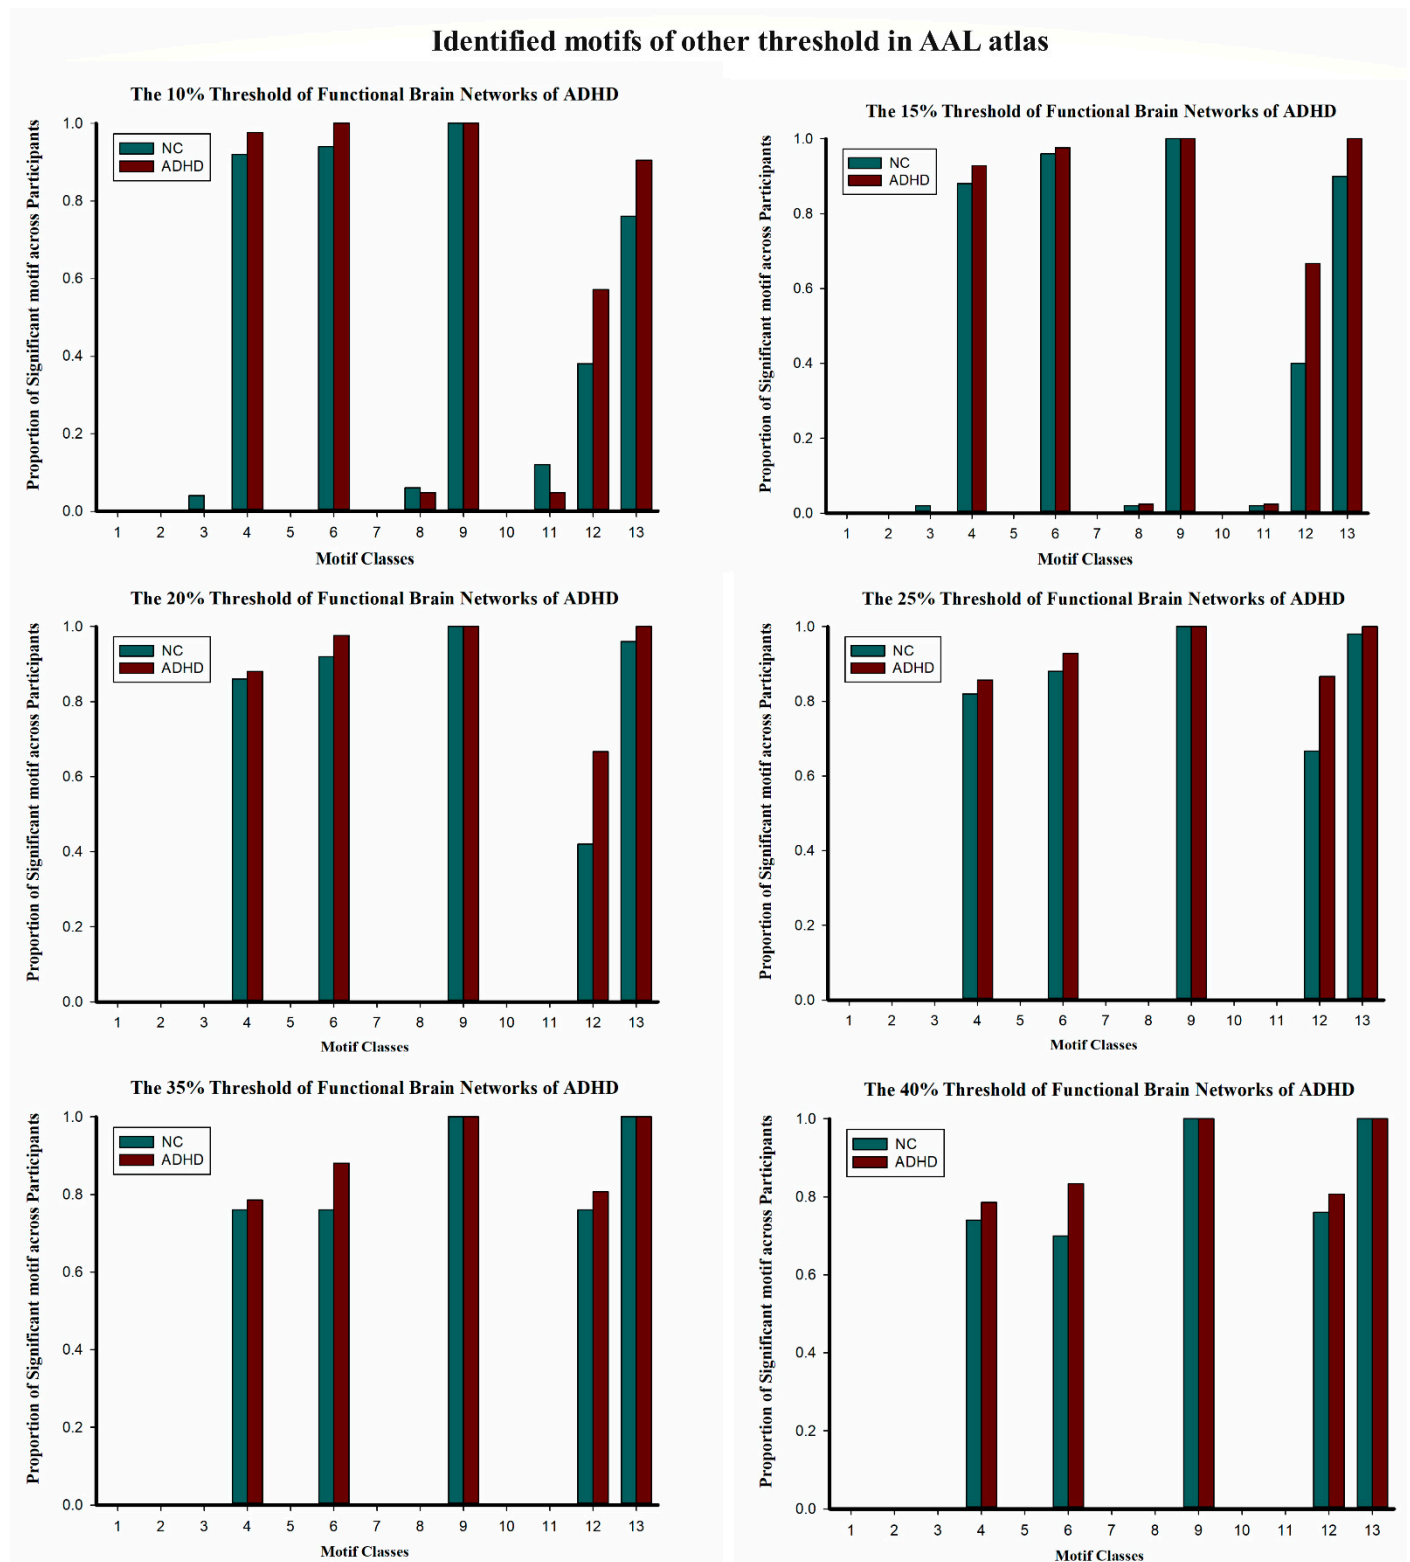 Identified motifs of other threshold in AAL atlas
The 10% Threshold of Functional Brain Networks of ADHD
Proportion of Significant motif across Participants
1.0
0.8
0.6
0.4
0.2
0.0
NC
ADHD
1 2 3 4 5 6 7 8 9 10 11 12 13
Motif Classes
The 15% Threshold of Functional Brain Networks of ADHD
Proportion of Significant motif across Participants
1.0
0.8
0.6
0.4
0.2
0.0
NC
ADHD
1 2 3 4 5 6 7 8 9 10 11 12 13
Motif Classes
The 20% Threshold of Functional Brain Networks of ADHD
Proportion of Significant motif across Participants
1.0
0.8
0.6
0.4
0.2
0.0
NC
ADHD
1 2 3 4 5 6 7 8 9 10 11 12 13
Motif Classes
The 25% Threshold of Functional Brain Networks of ADHD
Proportion of Significant motif across Participants
1.0
0.8
0.6
0.4
0.2
0.0
NC
ADHD
1 2 3 4 5 6 7 8 9 10 11 12 13
Motif Classes
The 35% Threshold of Functional Brain Networks of ADHD
Proportion of Significant motif across Participants
1.0
0.8
0.6
0.4
0.2
0.0
NC
ADHD
1 2 3 4 5 6 7 8 9 10 11 12 13
Motif Classes
The 40% Threshold of Functional Brain Networks of ADHD
Proportion of Significant motif across Participants
1.0
0.8
0.6
0.4
0.2
0.0
NC
ADHD
1 2 3 4 5 6 7 8 9 10 11 12 13
Motif Classes